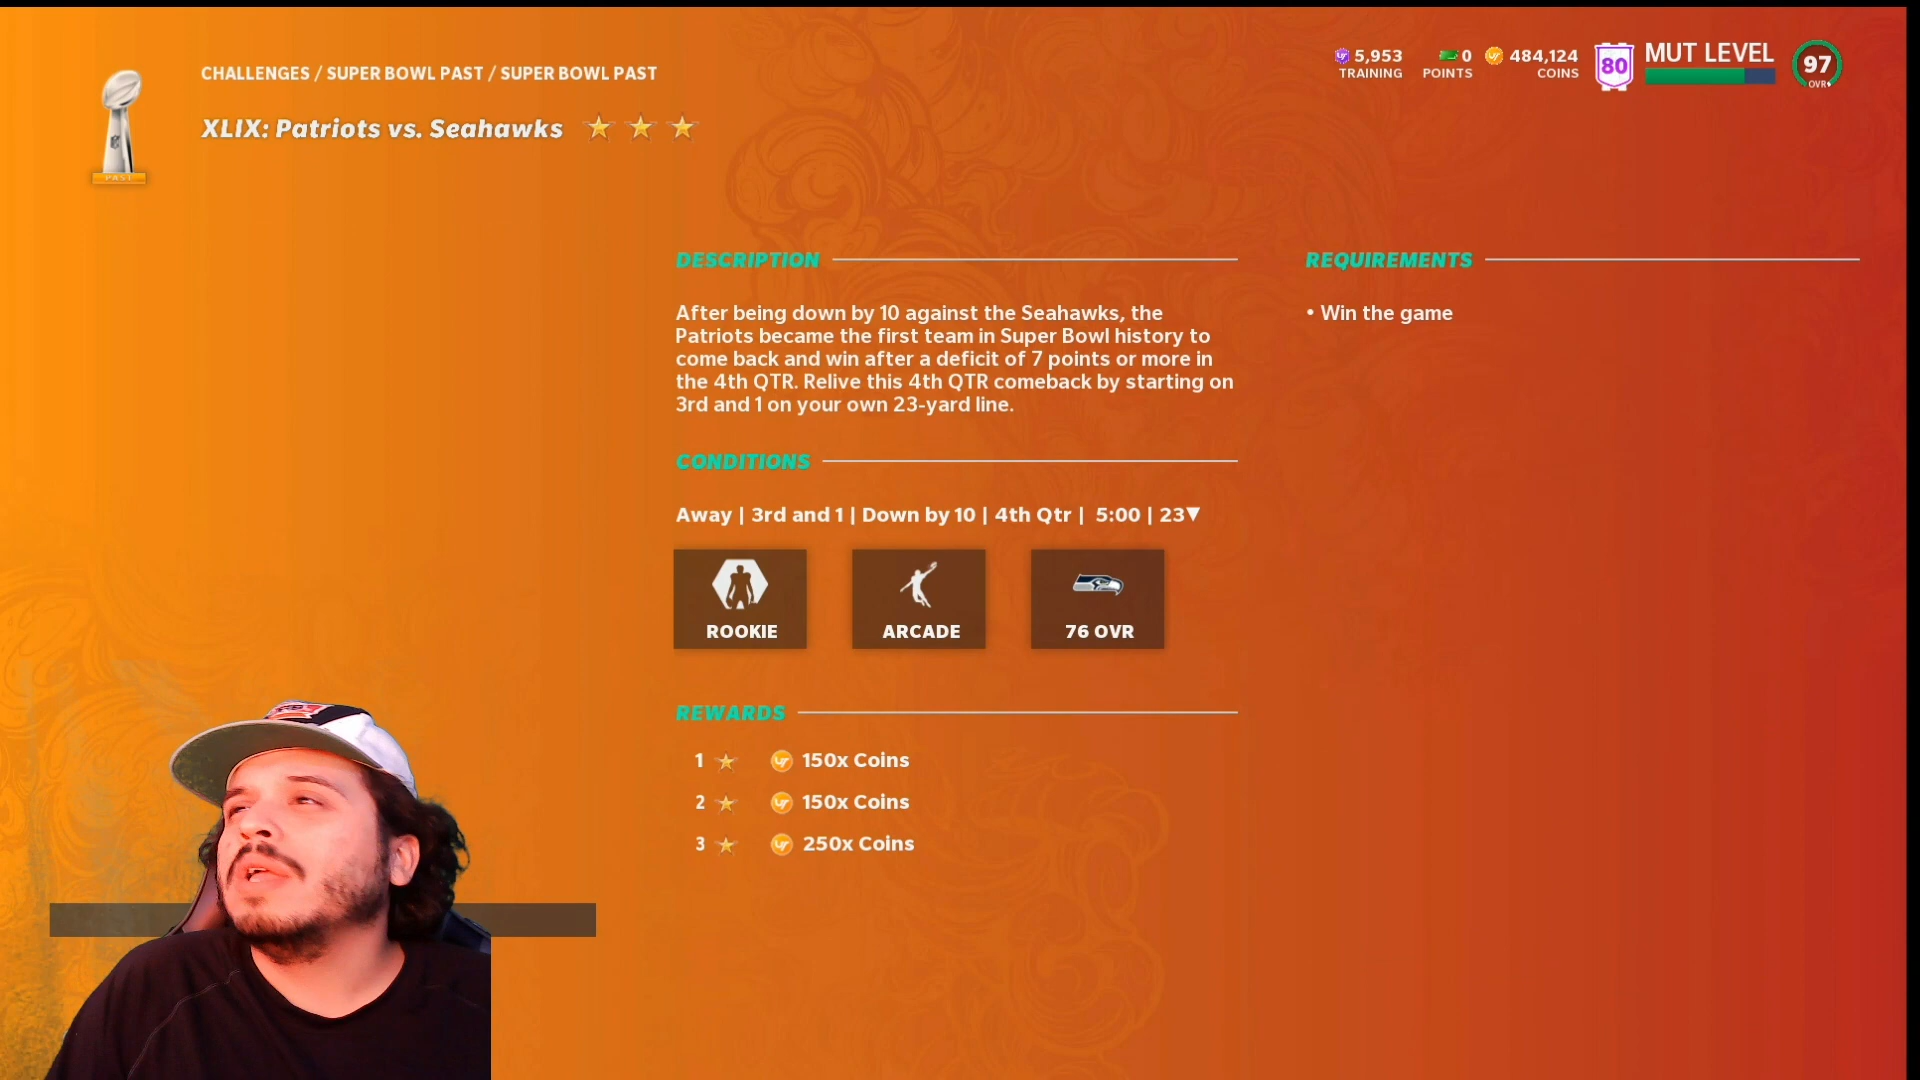 CHALLENGES / SUPER BOWL PAST / SUPER BOWL PAST
XLIX: Patriots vs. Seahawks
PAST
5,953
TRAINING
0
POINTS
484,124
COINS
80
MUT LEVEL
97
OVR
DESCRIPTION
After being down by 10 against the Seahawks, the
Patriots became the first team in Super Bowl history to
come back and win after a deficit of 7 points or more in
the 4th QTR. Relive this 4th QTR comeback by starting on
3rd and 1 on your own 23-yard line.
CONDITIONS
Away | 3rd and 1 | Down by 10 | 4th Qtr | 5:00 | 23▼
ROOKIE
ARCADE
76 OVR
REWARDS
1 150x Coins
2 150x Coins
3 250x Coins
REQUIREMENTS
• Win the game